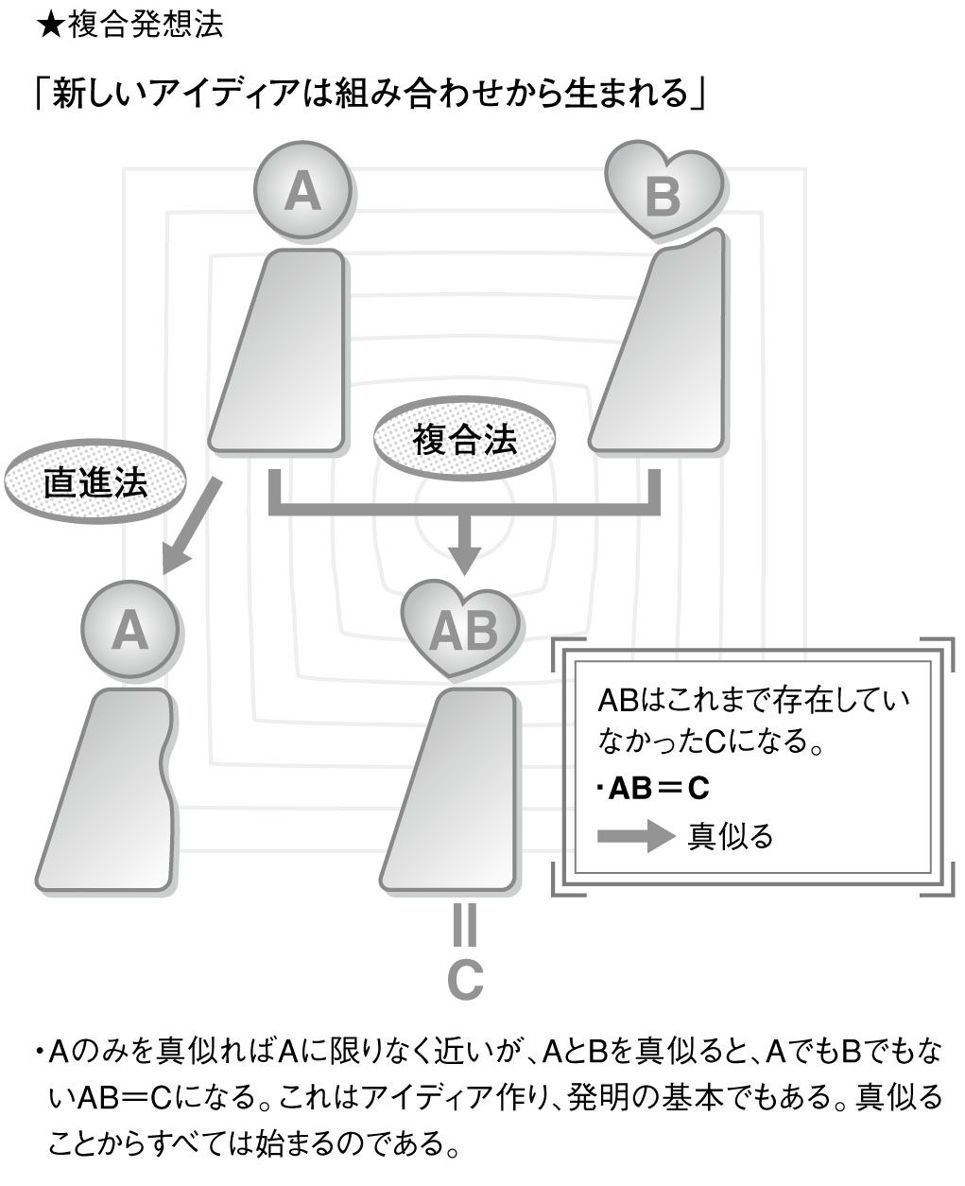 ★複合発想法
「新しいアイディアは組み合わせから生まれる」
A
B
複合法
直進法
A
AB
ABはこれまで存在してい
なかったCになる。
・AB＝C
真似る
＝
C
・Aのみを真似ればAに限りなく近いが、AとBを真似ると、AでもBでもな
いAB＝Cになる。これはアイディア作り、発明の基本でもある。真似る
ことからすべては始まるのである。